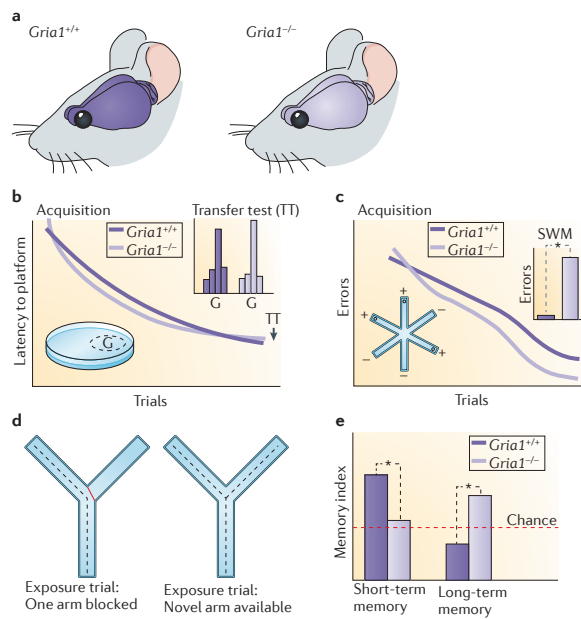 a
Gria1+/+
Gria1–/–
b
Acquisition
Gria1+/+
Gria1–/–
Transfer test (TT)
G G
TT
G
Latency to platform
Trials
c
Acquisition
Gria1+/+
Gria1–/–
SWM
*
Errors
Errors
+
+ –
– +
–
Trials
d
Exposure trial:
One arm blocked
Exposure trial:
Novel arm available
e
Gria1+/+
Gria1–/–
*
*
Chance
Memory index
Short-term
memory
Long-term
memory